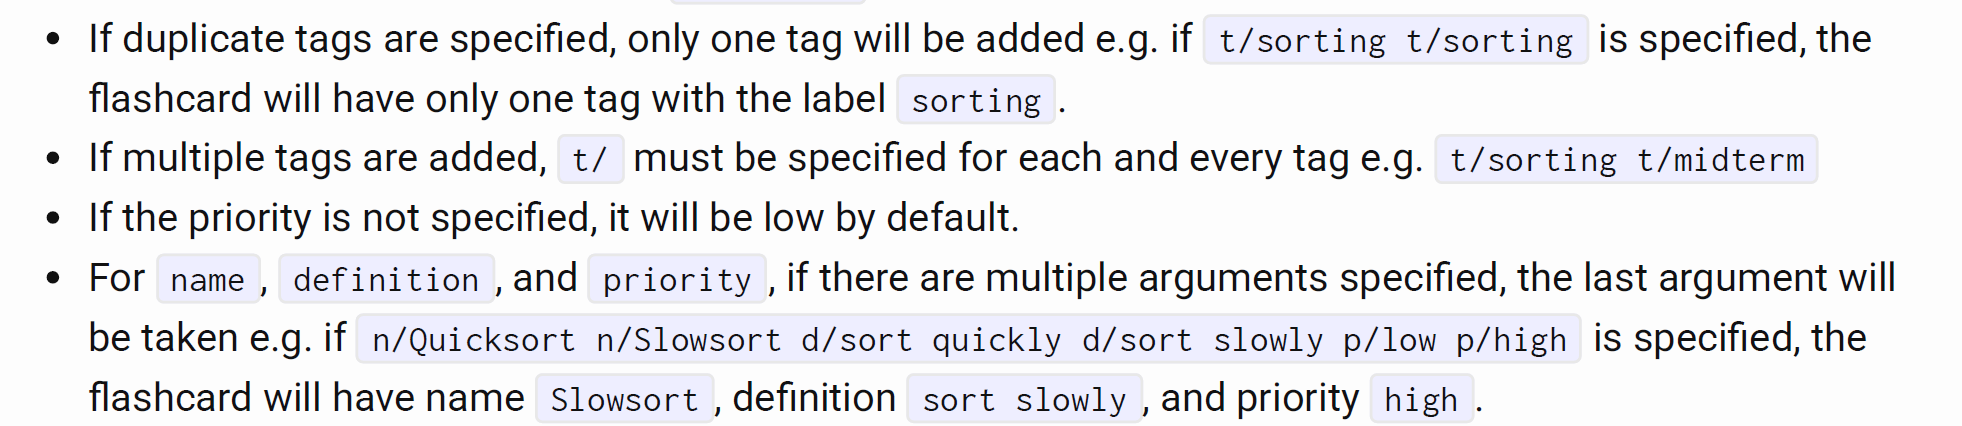 • If duplicate tags are specified, only one tag will be added e.g. if t/sorting t/sorting is specified, the
flashcard will have only one tag with the label sorting .
• If multiple tags are added, t/ must be specified for each and every tag e.g. t/sorting t/midterm
• If the priority is not specified, it will be low by default.
• For name , definition , and priority , if there are multiple arguments specified, the last argument will
be taken e.g. if n/Quicksort n/Slowsort d/sort quickly d/sort slowly p/low p/high is specified, the
flashcard will have name Slowsort , definition sort slowly , and priority high .